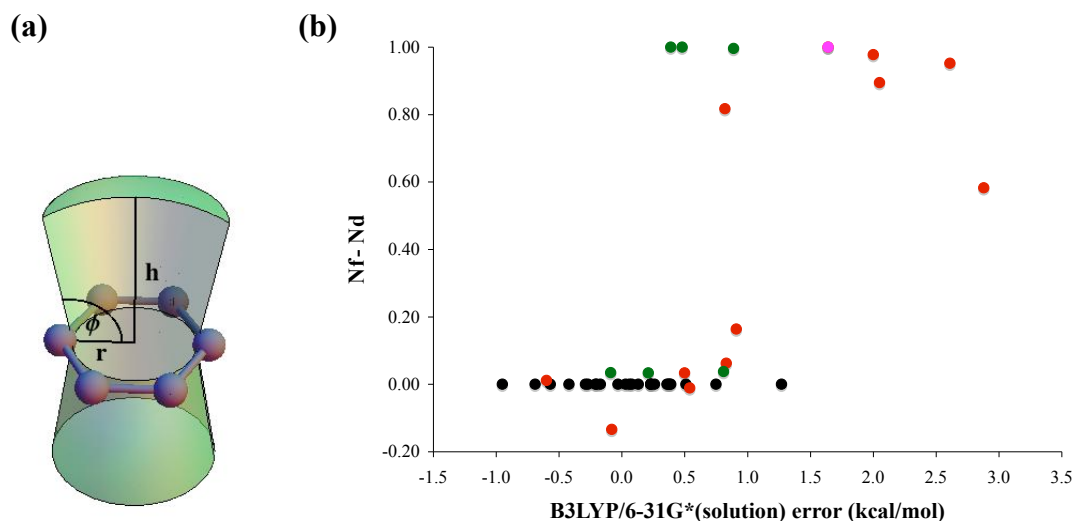 (a)
h
ϕ
r
(b)
Nf- Nd
1.00
0.80
0.60
0.40
0.20
0.00
-0.20
-1.5 -1.0 -0.5 0.0 0.5 1.0 1.5 2.0 2.5 3.0 3.5
B3LYP/6-31G*(solution) error (kcal/mol)